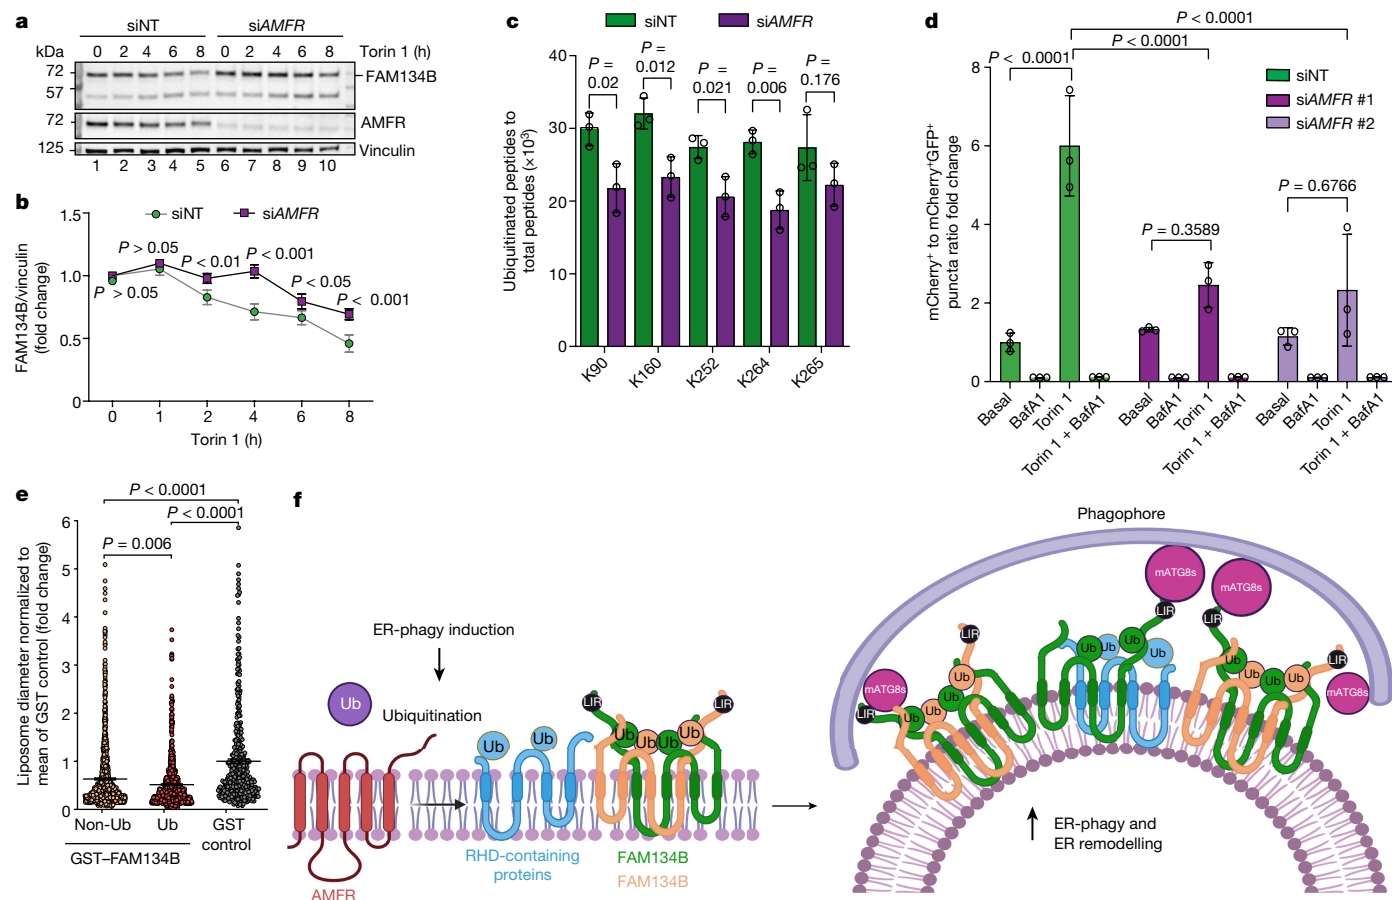 a
siNT
siAMFR
kDa
0 2 4 6 8 0 2 4 6 8 Torin 1 (h)
72
FAM134B
57
72
AMFR
125
Vinculin
1 2 3 4 5 6 7 8 9 10
b
siNT siAMFR
FAM134B/vinculin
(fold change)
1.5
1.0
0.5
0
P > 0.05
P > 0.05
P < 0.01
P < 0.001
P < 0.05
P < 0.001
0 1 2 4 6 8
Torin 1 (h)
c
siNT siAMFR
Ubiquitinated peptides to
total peptides (×10³)
40
30
20
10
0
P =
0.02
P =
0.012
P =
0.021
P =
0.006
P =
0.176
K90 K160 K252 K264 K265
d
mCherry⁺ to mCherry⁺GFP⁺
puncta ratio fold change
8
6
4
2
0
P < 0.0001
P < 0.0001
P < 0.0001
P = 0.3589
P = 0.6766
siNT
siAMFR #1
siAMFR #2
Basal BafA1 Torin 1 Torin 1 + BafA1
Basal BafA1 Torin 1 Torin 1 + BafA1
Basal BafA1 Torin 1 Torin 1 + BafA1
e
Liposome diameter normalized to
mean of GST control (fold change)
6
5
4
3
2
1
0
P < 0.0001
P < 0.0001
P = 0.006
Non-Ub Ub GST
control
GST–FAM134B
f
ER-phagy induction
Ub
Ubiquitination
AMFR
Ub
Ub
RHD-containing
proteins
LIR
LIR
Ub
Ub
Ub
Ub
FAM134B
FAM134B
Phagophore
mATG8s
mATG8s
mATG8s
mATG8s
LIR
LIR
LIR
LIR
LIR
Ub
Ub
Ub
Ub
Ub
Ub
Ub
Ub
Ub
Ub
Ub
Ub
ER-phagy and
ER remodelling